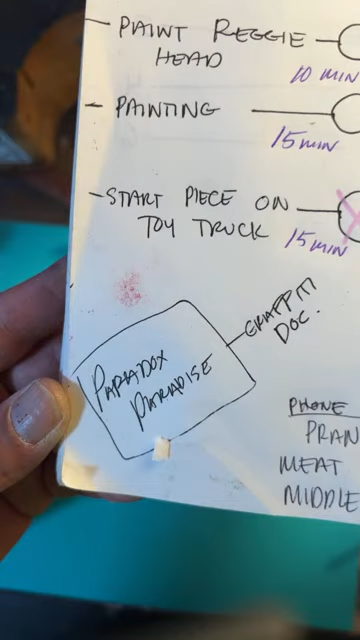 - PAINT REGGIE
HEAD
10 MIN
- PAINTING
15 MIN
- START PIECE ON
TOY TRUCK
15 MIN
GRAFFITI
DOC.
PARADOX
PARADISE
PHONE
PRAN
MEAT
MIDDLE